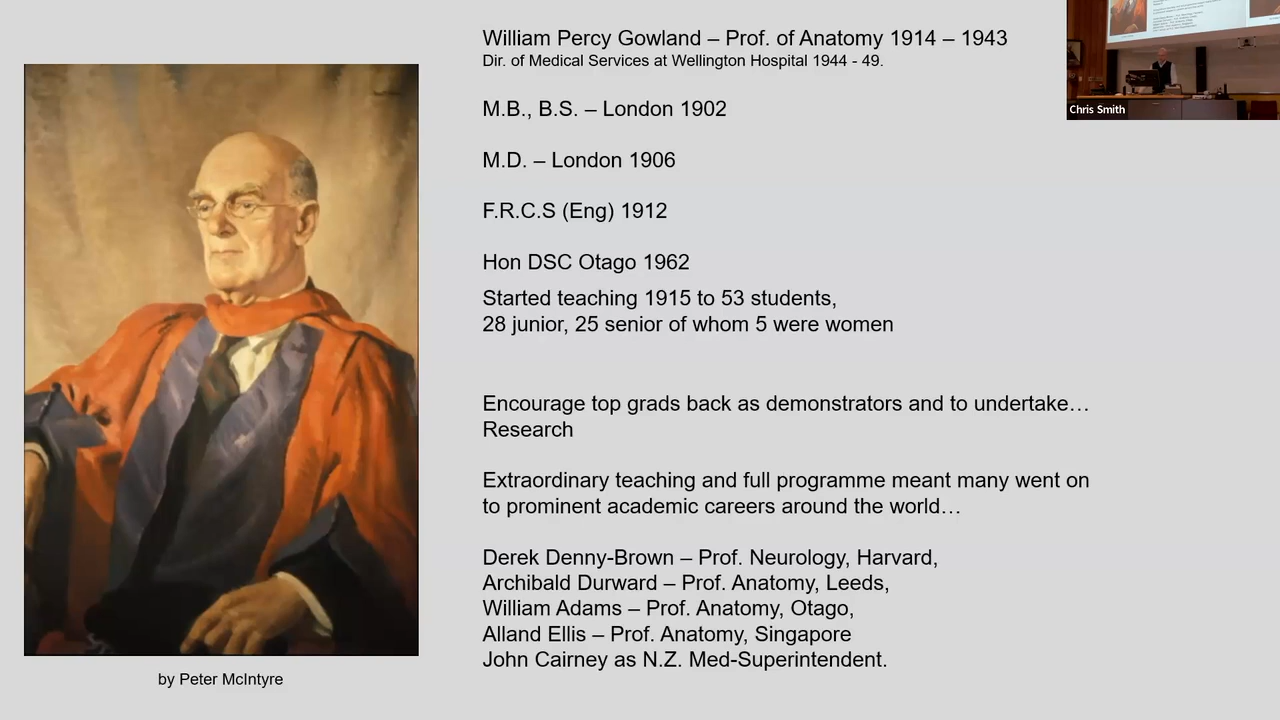 William Percy Gowland – Prof. of Anatomy 1914 – 1943
Dir. of Medical Services at Wellington Hospital 1944 - 49.
Chris Smith
M.B., B.S. – London 1902
M.D. – London 1906
F.R.C.S (Eng) 1912
Hon DSC Otago 1962
Started teaching 1915 to 53 students,
28 junior, 25 senior of whom 5 were women
Encourage top grads back as demonstrators and to undertake…
Research
Extraordinary teaching and full programme meant many went on
to prominent academic careers around the world…
Derek Denny-Brown – Prof. Neurology, Harvard,
Archibald Durward – Prof. Anatomy, Leeds,
William Adams – Prof. Anatomy, Otago,
Alland Ellis – Prof. Anatomy, Singapore
John Cairney as N.Z. Med-Superintendent.
by Peter McIntyre